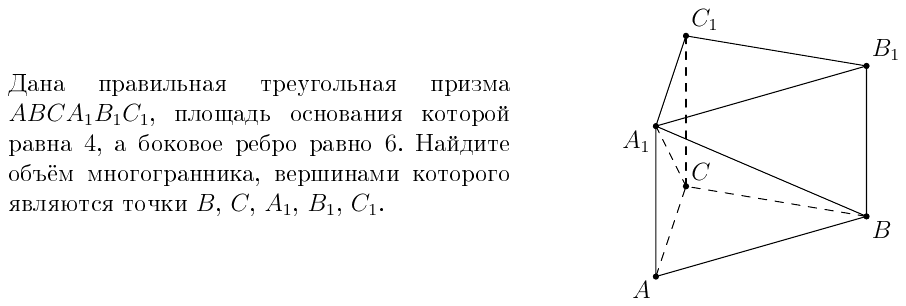 Дана правильная треугольная призма
ABCA₁B₁C₁, площадь основания которой
равна 4, а боковое ребро равно 6. Найдите
объём многогранника, вершинами которого
являются точки B, C, A₁, B₁, C₁.
C₁
B₁
A₁
C
B
A